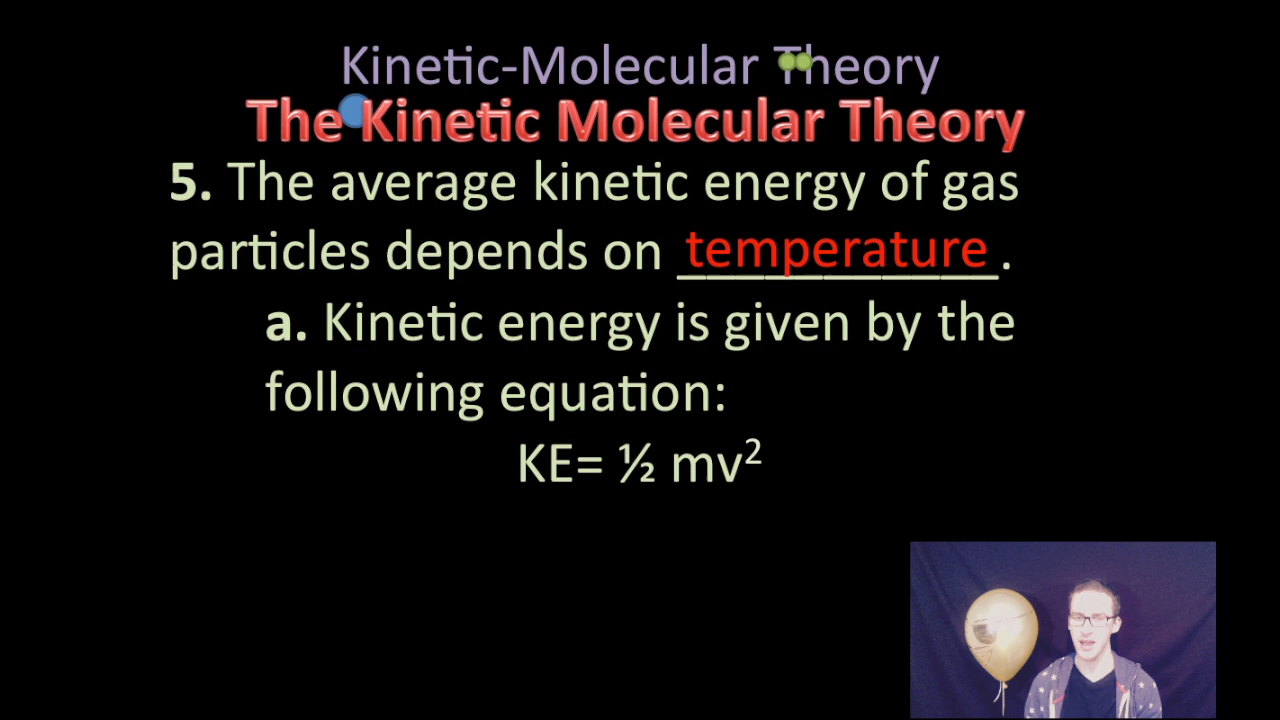 Kinetic-Molecular Theory
The Kinetic Molecular Theory
5. The average kinetic energy of gas
particles depends on temperature.
a. Kinetic energy is given by the
following equation:
KE= ½ mv²